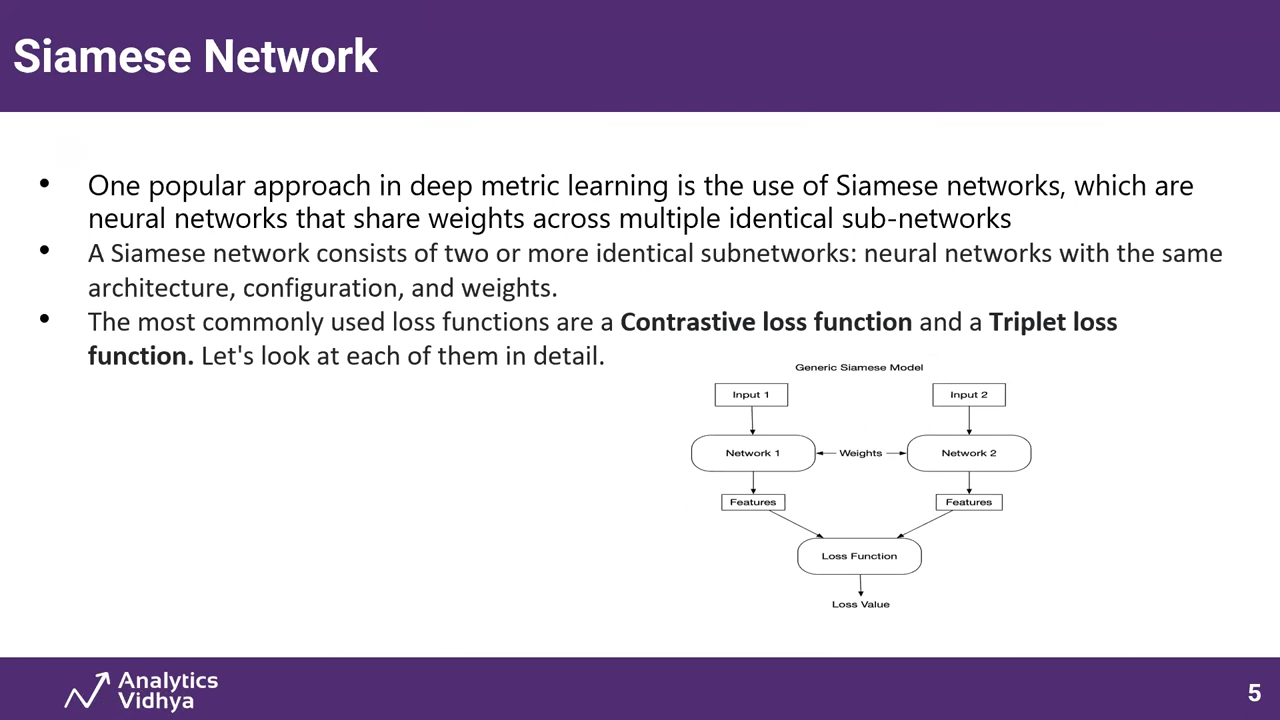 Siamese Network
• One popular approach in deep metric learning is the use of Siamese networks, which are
neural networks that share weights across multiple identical sub-networks
• A Siamese network consists of two or more identical subnetworks: neural networks with the same
architecture, configuration, and weights.
• The most commonly used loss functions are a Contrastive loss function and a Triplet loss
function. Let's look at each of them in detail.
Generic Siamese Model
Input 1
Input 2
Network 1
Weights
Network 2
Features
Features
Loss Function
Loss Value
Analytics
Vidhya
5